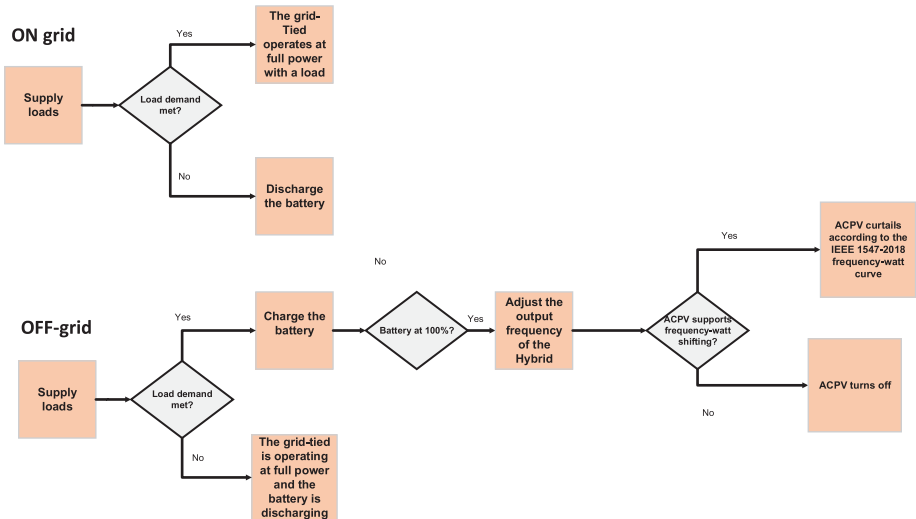 ON grid
Supply
loads
Load demand
met?
Yes
The grid-
Tied
operates at
full power
with a load
No
Discharge
the battery
OFF-grid
Supply
loads
Load demand
met?
Yes
Charge the
battery
No
The grid-tied
is operating
at full power
and the
battery is
discharging
No
Battery at 100%?
Yes
Adjust the
output
frequency
of the
Hybrid
ACPV supports
frequency-watt
shifting?
Yes
ACPV curtails
according to the
IEEE 1547-2018
frequency-watt
curve
No
ACPV turns off